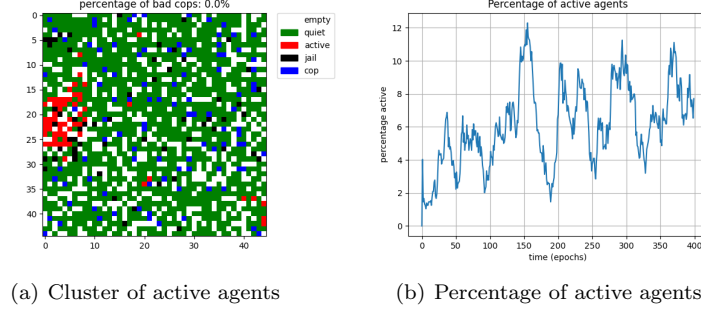 percentage of bad cops: 0.0%
0
5
10
15
20
25
30
35
40
0
10
20
30
40
empty
quiet
active
jail
cop
Percentage of active agents
percentage active
12
10
8
6
4
2
0
0
50
100
150
200
250
300
350
400
time (epochs)
(a) Cluster of active agents
(b) Percentage of active agents